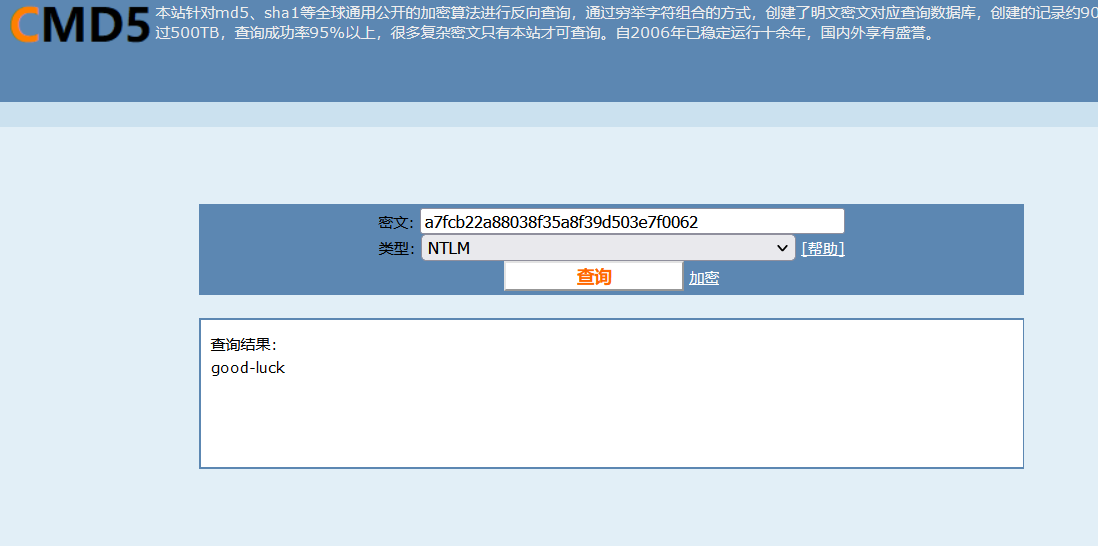 CMD5
本站针对md5、sha1等全球通用公开的加密算法进行反向查询，通过穷举字符组合的方式，创建了明文密文对应查询数据库，创建的记录约90
过500TB，查询成功率95%以上，很多复杂密文只有本站才可查询。自2006年已稳定运行十余年，国内外享有盛誉。
密文: a7fcb22a88038f35a8f39d503e7f0062
类型: NTLM [帮助]
查询 加密
查询结果:
good-luck